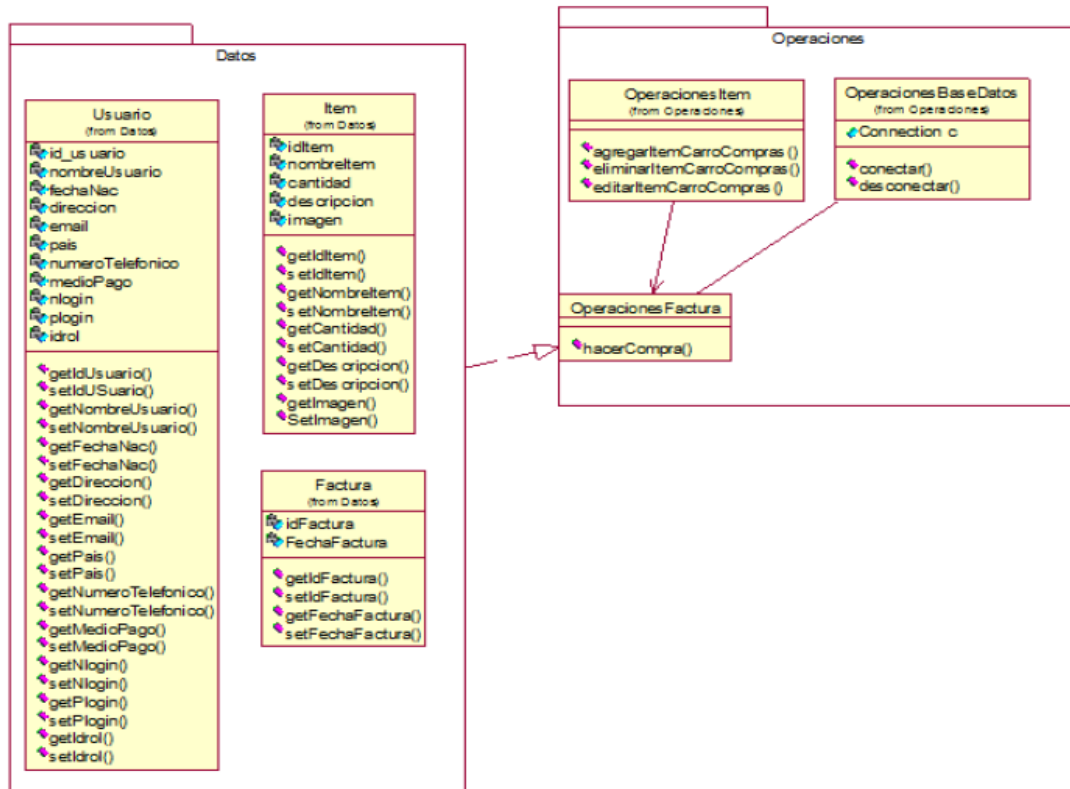 Datos
Usuario
(from Datos)
id_usuario
nombreUsuario
fechaNac
direccion
email
pais
numeroTelefonico
medioPago
nlogin
plogin
idrol
getIdUsuario()
setIdUSuario()
getNombreUsuario()
setNombreUsuario()
getFechaNac()
setFechaNac()
getDireccion()
setDireccion()
getEmail()
setEmail()
getPais()
setPais()
getNumeroTelefonico()
setNumeroTelefonico()
getMedioPago()
setMedioPago()
getNlogin()
setNlogin()
getPlogin()
setPlogin()
getIdrol()
setIdrol()
Item
(from Datos)
idItem
nombreItem
cantidad
descripcion
imagen
getIdItem()
setIdItem()
getNombreItem()
setNombreItem()
getCantidad()
setCantidad()
getDescripcion()
setDescripcion()
getImagen()
SetImagen()
Factura
(from Datos)
idFactura
FechaFactura
getIdFactura()
setIdFactura()
getFechaFactura()
setFechaFactura()
Operaciones
OperacionesItem
(from Operaciones)
agregarItemCarroCompras()
eliminarItemCarroCompras()
editarItemCarroCompras()
OperacionesBaseDatos
(from Operaciones)
Connection c
conectar()
desconectar()
OperacionesFactura
hacerCompra()